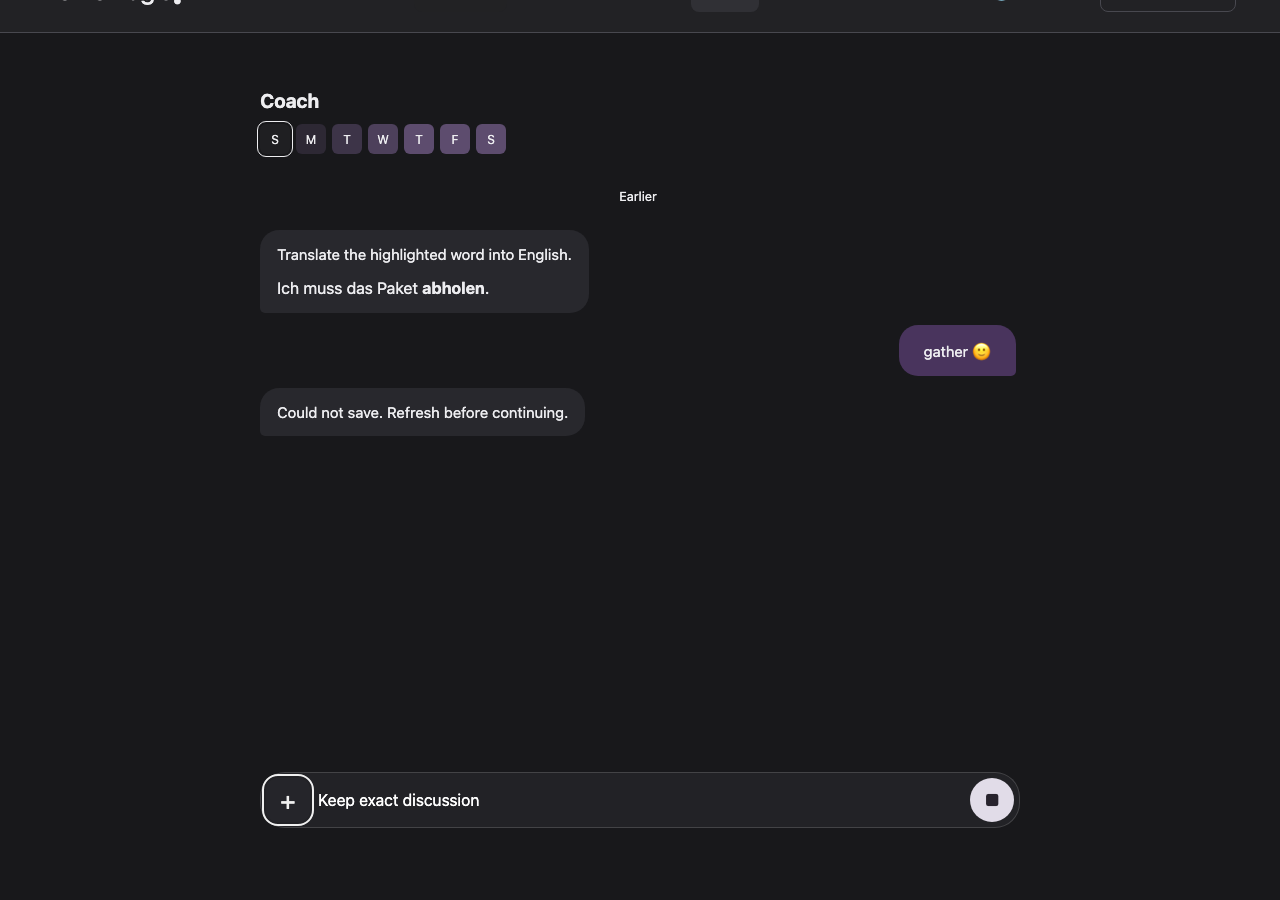 Coach
S M T W T F S
Earlier
Translate the highlighted word into English.
Ich muss das Paket abholen.
gather 🙂
Could not save. Refresh before continuing.
+ Keep exact discussion